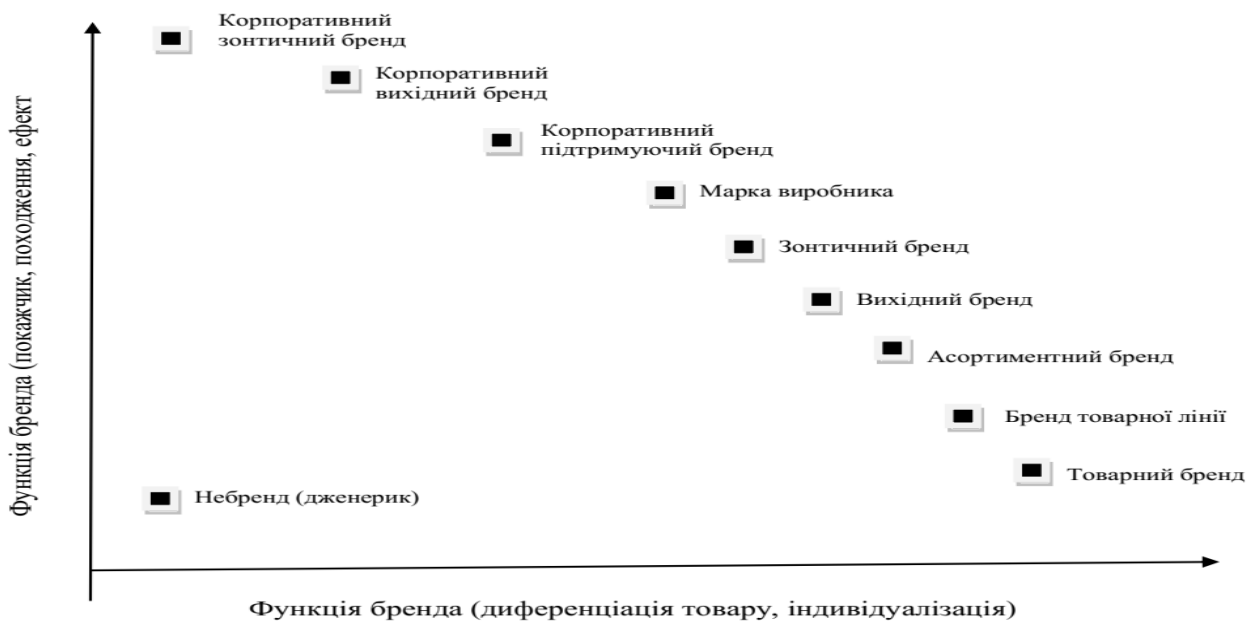 Корпоративний
зонтичний бренд
Корпоративний
вихідний бренд
Корпоративний
підтримуючий бренд
Марка виробника
Зонтичний бренд
Вихідний бренд
Асортиментний бренд
Бренд товарної лінії
Товарний бренд
Небренд (дженерик)
Функція бренда (покажчик, походження, ефект
Функція бренда (диференціація товару, індивідуалізація)